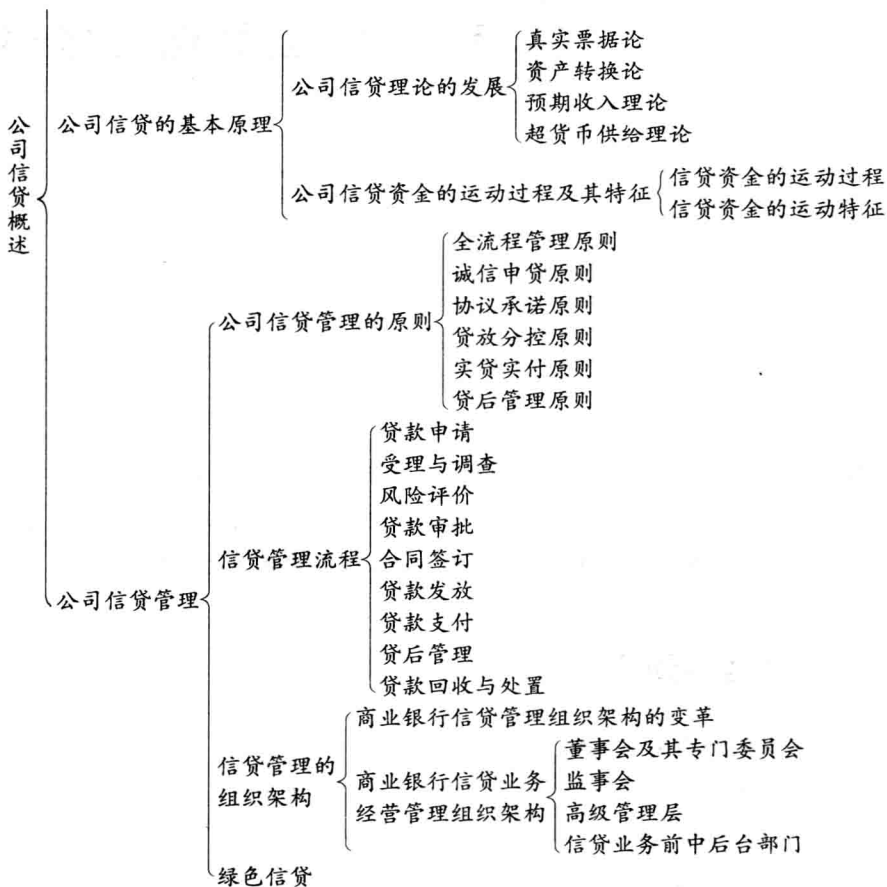 公司信贷概述
公司信贷的基本原理
公司信贷理论的发展
真实票据论
资产转换论
预期收入理论
超货币供给理论
公司信贷资金的运动过程及其特征
信贷资金的运动过程
信贷资金的运动特征
公司信贷管理
公司信贷管理的原则
全流程管理原则
诚信申贷原则
协议承诺原则
贷放分控原则
实贷实付原则
贷后管理原则
信贷管理流程
贷款申请
受理与调查
风险评价
贷款审批
合同签订
贷款发放
贷款支付
贷后管理
贷款回收与处置
信贷管理的
组织架构
商业银行信贷管理组织架构的变革
商业银行信贷业务
经营管理组织架构
董事会及其专门委员会
监事会
高级管理层
信贷业务前中后台部门
绿色信贷